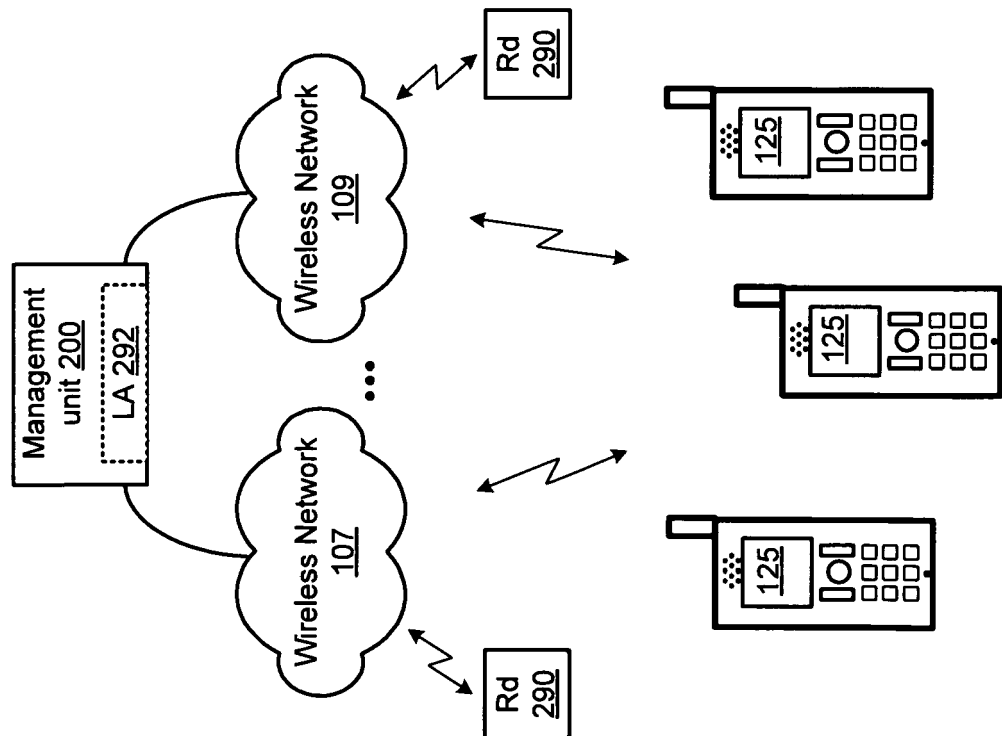 Management
unit 200
LA 292
Wireless Network
107
...
Wireless Network
109
Rd
290
Rd
290
125
125
125